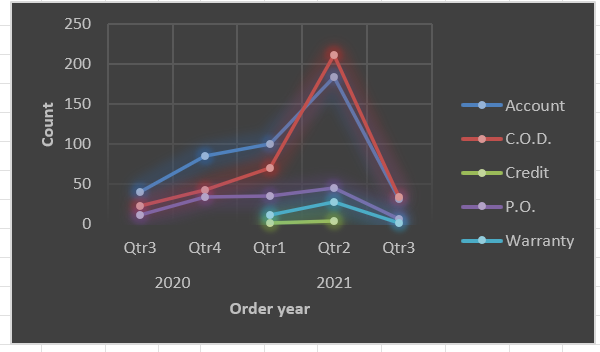 250
200
150
100
50
0
Count
Qtr3 Qtr4 Qtr1 Qtr2 Qtr3
2020 2021
Order year
Account
C.O.D.
Credit
P.O.
Warranty